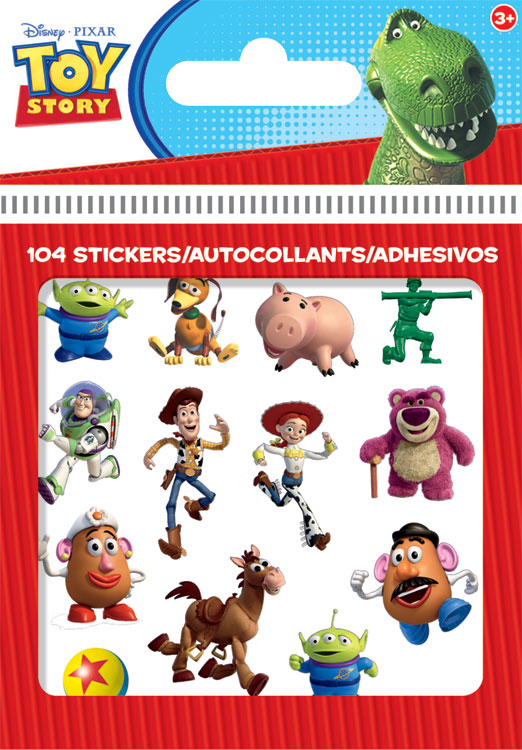 Disney • PIXAR
TOY
STORY
3+
104 STICKERS/AUTOCOLLANTS/ADHESIVOS